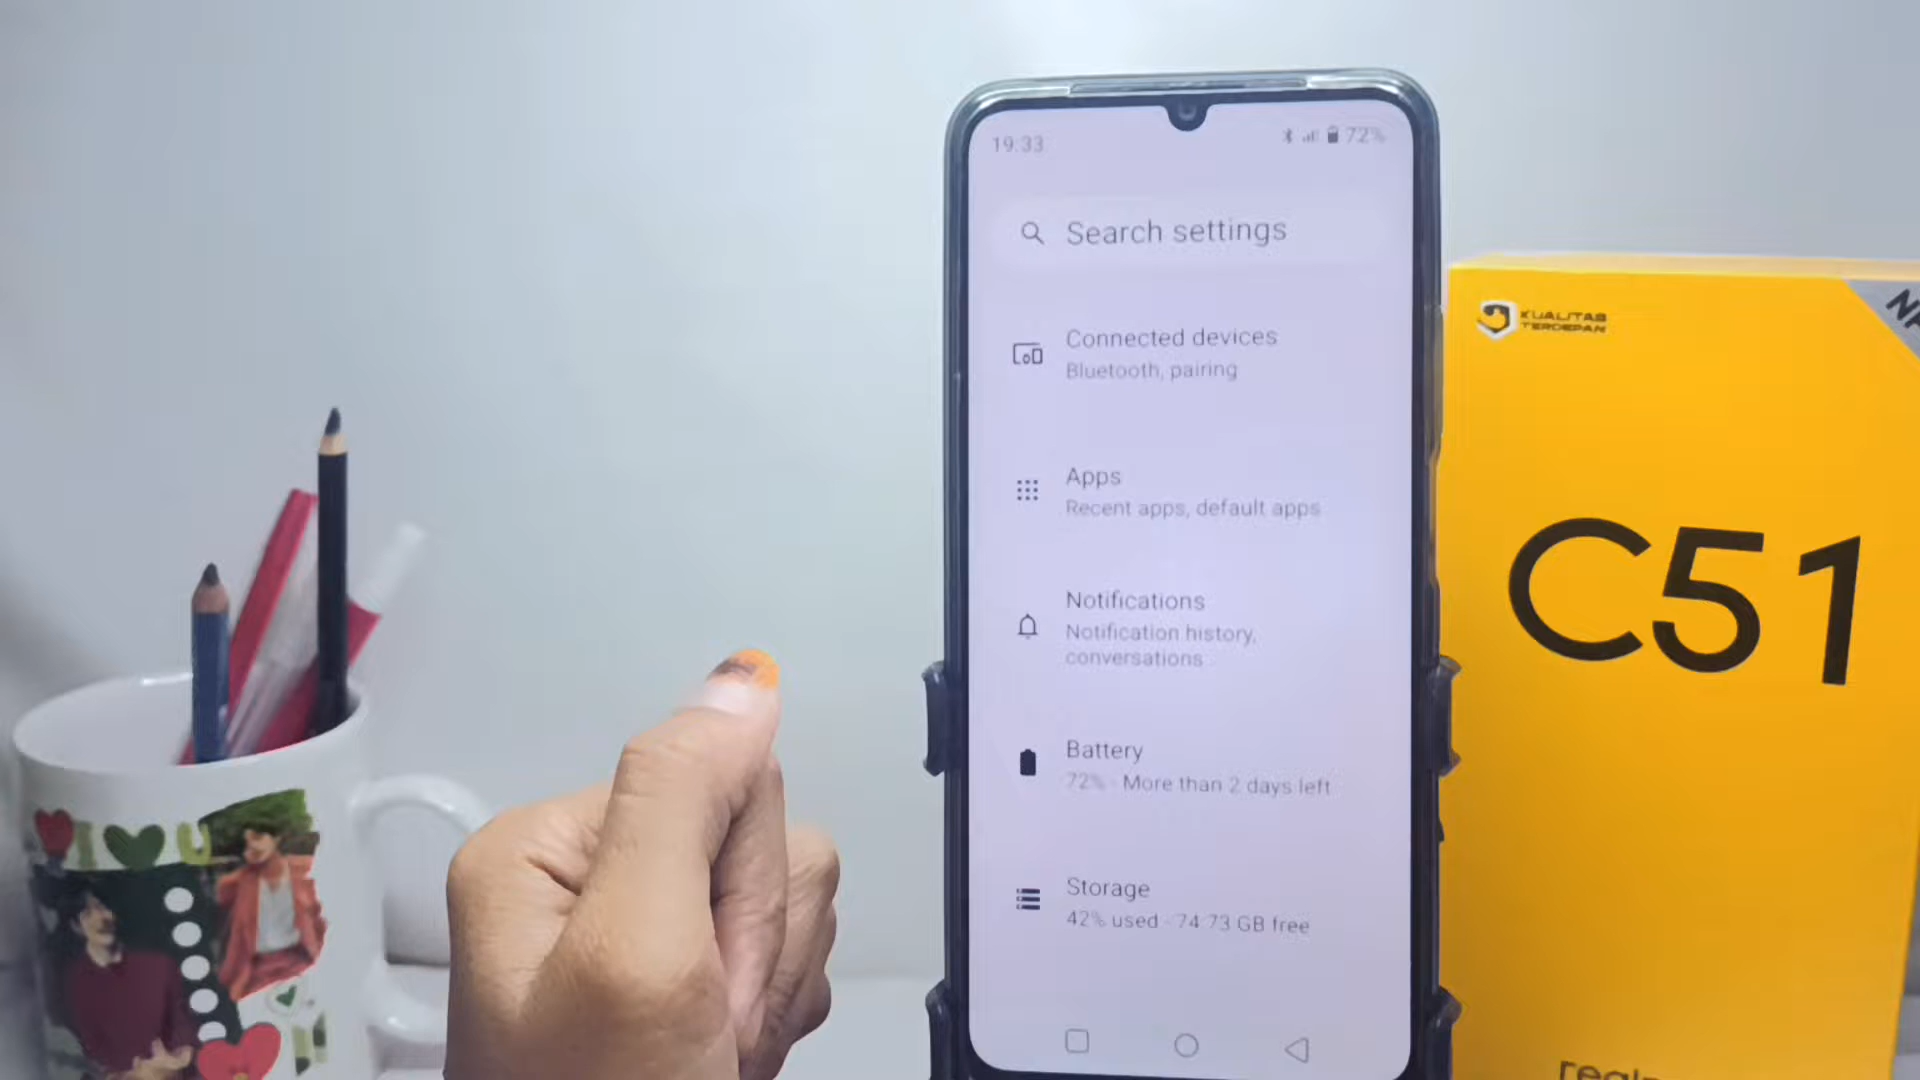 19:33
72%
Search settings
Connected devices
Bluetooth, pairing
Apps
Recent apps, default apps
Notifications
Notification history,
conversations
Battery
72% - More than 2 days left
Storage
42% used - 74.73 GB free
KUALITAS
TERDEPAN
C51
I U